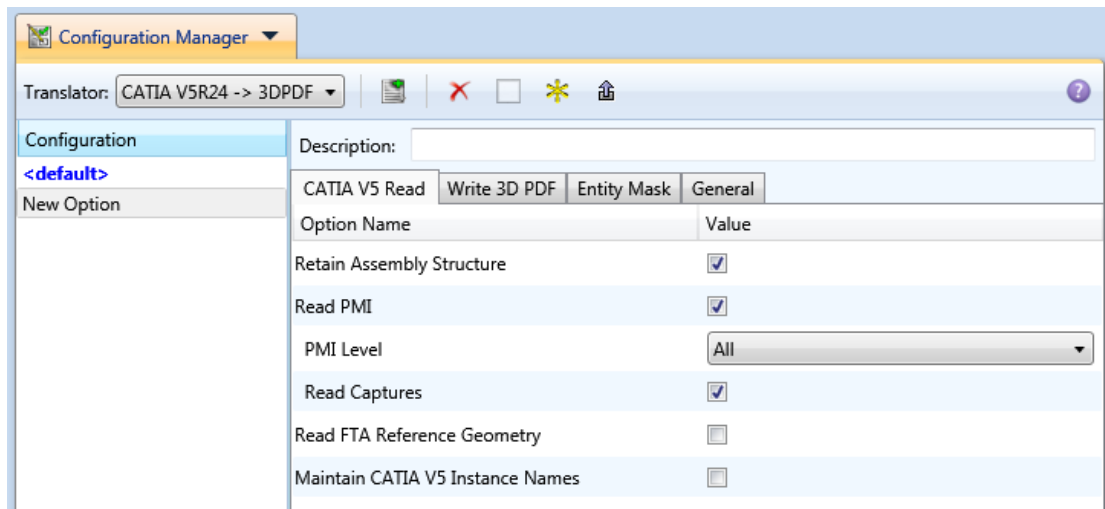 Configuration Manager
Translator: CATIA V5R24 -> 3DPDF
Configuration
Description:
<default>
CATIA V5 Read Write 3D PDF Entity Mask General
New Option
Option Name Value
Retain Assembly Structure
Read PMI
PMI Level All
Read Captures
Read FTA Reference Geometry
Maintain CATIA V5 Instance Names